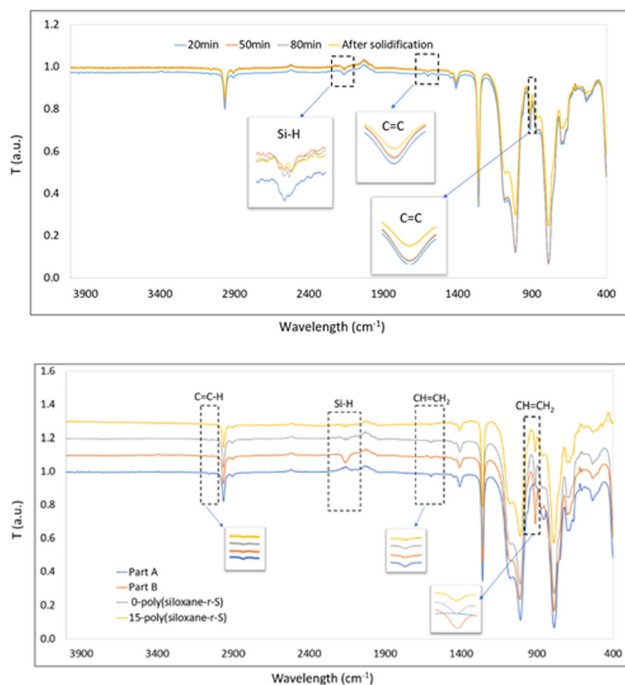 1.2
20min 50min 80min After solidification
1.0
0.8
Si-H
C=C
0.6
T (a.u.)
0.4
C=C
0.2
0.0
3900 3400 2900 2400 1900 1400 900 400
Wavelength (cm-1)
1.6
1.4
C=C-H
Si-H
CH=CH2
CH=CH2
1.2
1.0
0.8
T (a.u.)
0.6
0.4
Part A
Part B
0.2
0-poly(siloxane-r-S)
15-poly(siloxane-r-S)
0.0
3900 3400 2900 2400 1900 1400 900 400
Wavelength (cm-1)